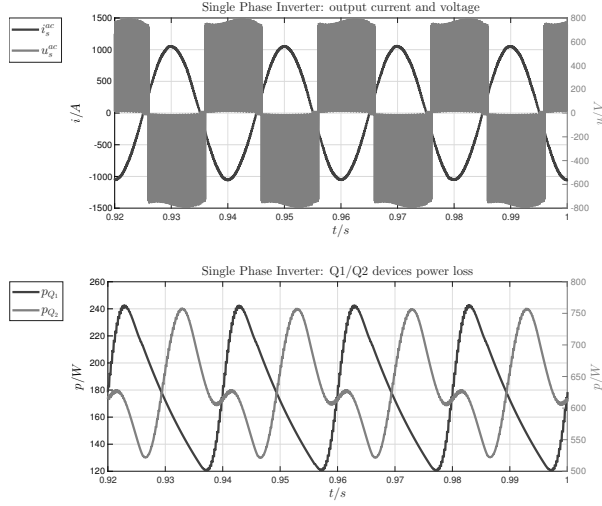 Single Phase Inverter: output current and voltage
i_s^{ac}
u_s^{ac}
1500
1000
500
0
-500
-1000
-1500
i/A
800
600
400
200
0
-200
-400
-600
-800
u/V
0.92 0.93 0.94 0.95 0.96 0.97 0.98 0.99 1
t/s
Single Phase Inverter: Q1/Q2 devices power loss
p_{Q_1}
p_{Q_2}
260
240
220
200
180
160
140
120
p/W
800
750
700
650
600
550
500
p/W
0.92 0.93 0.94 0.95 0.96 0.97 0.98 0.99 1
t/s